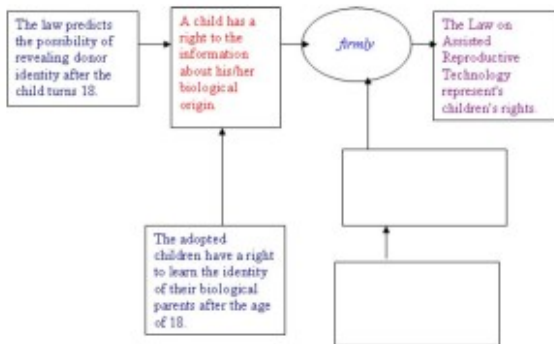 The law predicts
the possibility of
revealing donor
identity after the
child turns 18.
A child has a
right to the
information
about his/her
biological
origin
firmly
The Law on
Assisted
Reproductive
Technology
represent's
children's rights.
The adopted
children have a right
to learn the identity
of their biological
parents after the age
of 18.